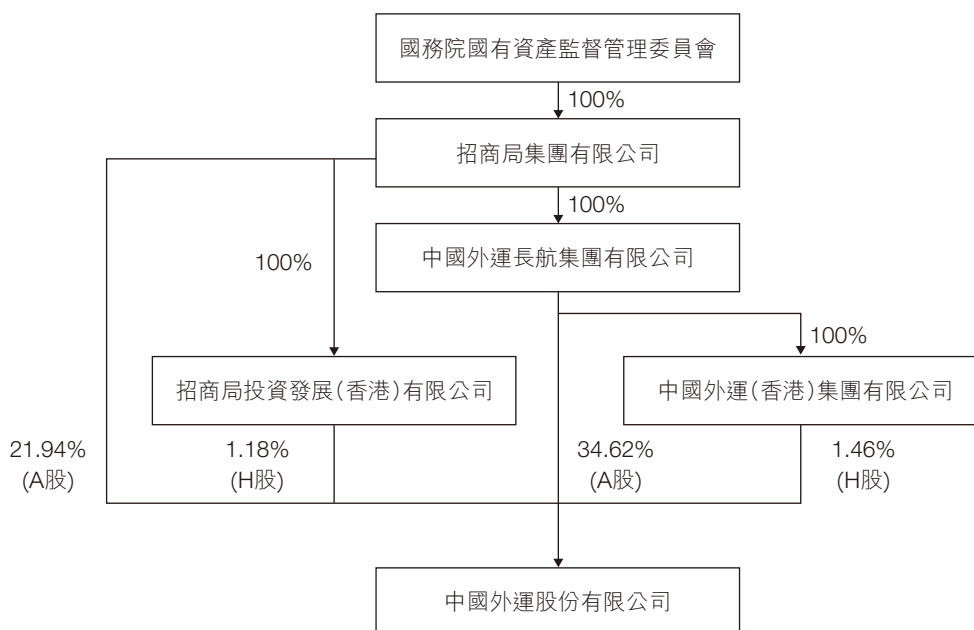 國務院國有資產監督管理委員會
100%
招商局集團有限公司
100%
中國外運長航集團有限公司
100%
100%
招商局投資發展(香港)有限公司
中國外運(香港)集團有限公司
21.94%
(A股)
1.18%
(H股)
34.62%
(A股)
1.46%
(H股)
中國外運股份有限公司